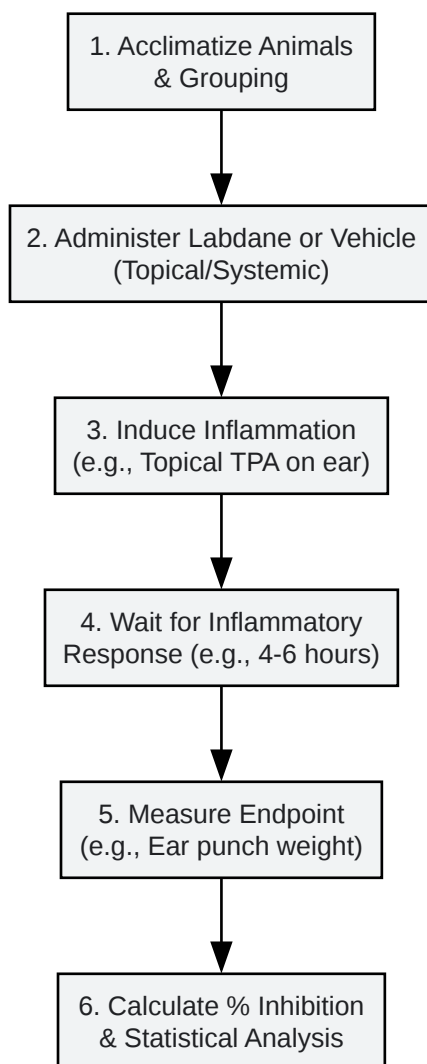 1. Acclimatize Animals
& Grouping
2. Administer Labdane or Vehicle
(Topical/Systemic)
3. Induce Inflammation
(e.g., Topical TPA on ear)
4. Wait for Inflammatory
Response (e.g., 4-6 hours)
5. Measure Endpoint
(e.g., Ear punch weight)
6. Calculate % Inhibition
& Statistical Analysis